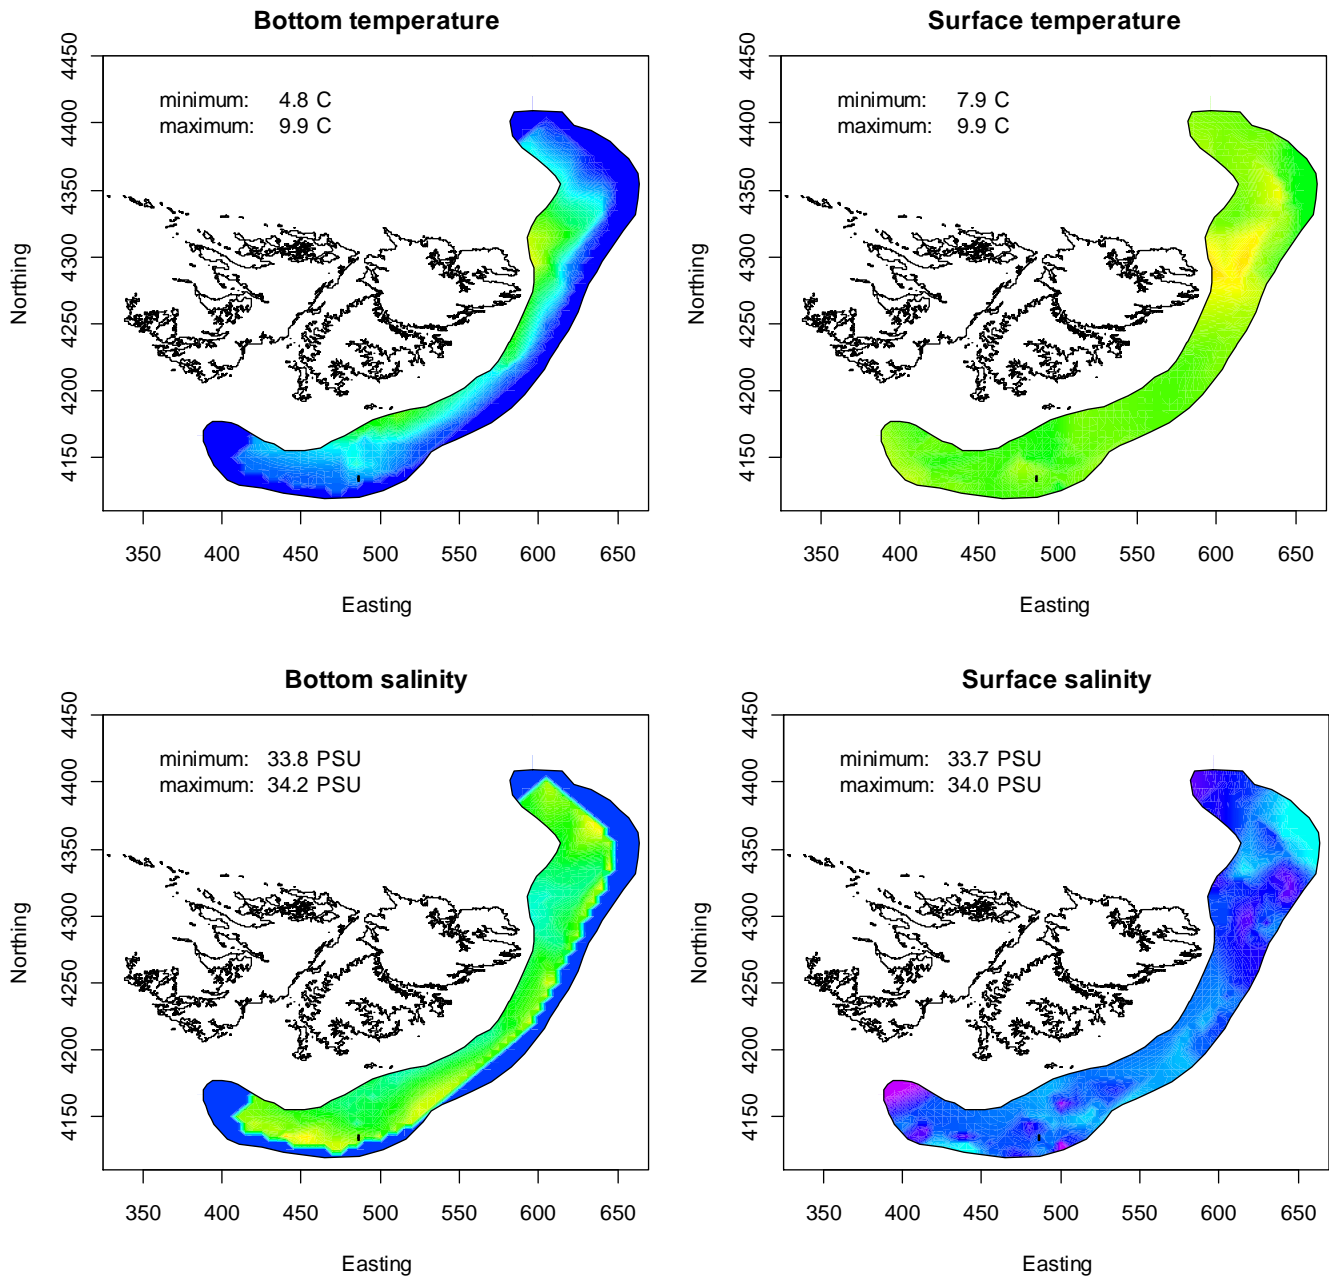 Bottom temperature
minimum: 4.8 C
maximum: 9.9 C
4450
4400
4350
4300
4250
4200
4150
Northing
350 400 450 500 550 600 650
Easting
Surface temperature
minimum: 7.9 C
maximum: 9.9 C
4450
4400
4350
4300
4250
4200
4150
Northing
350 400 450 500 550 600 650
Easting
Bottom salinity
minimum: 33.8 PSU
maximum: 34.2 PSU
4450
4400
4350
4300
4250
4200
4150
Northing
350 400 450 500 550 600 650
Easting
Surface salinity
minimum: 33.7 PSU
maximum: 34.0 PSU
4450
4400
4350
4300
4250
4200
4150
Northing
350 400 450 500 550 600 650
Easting